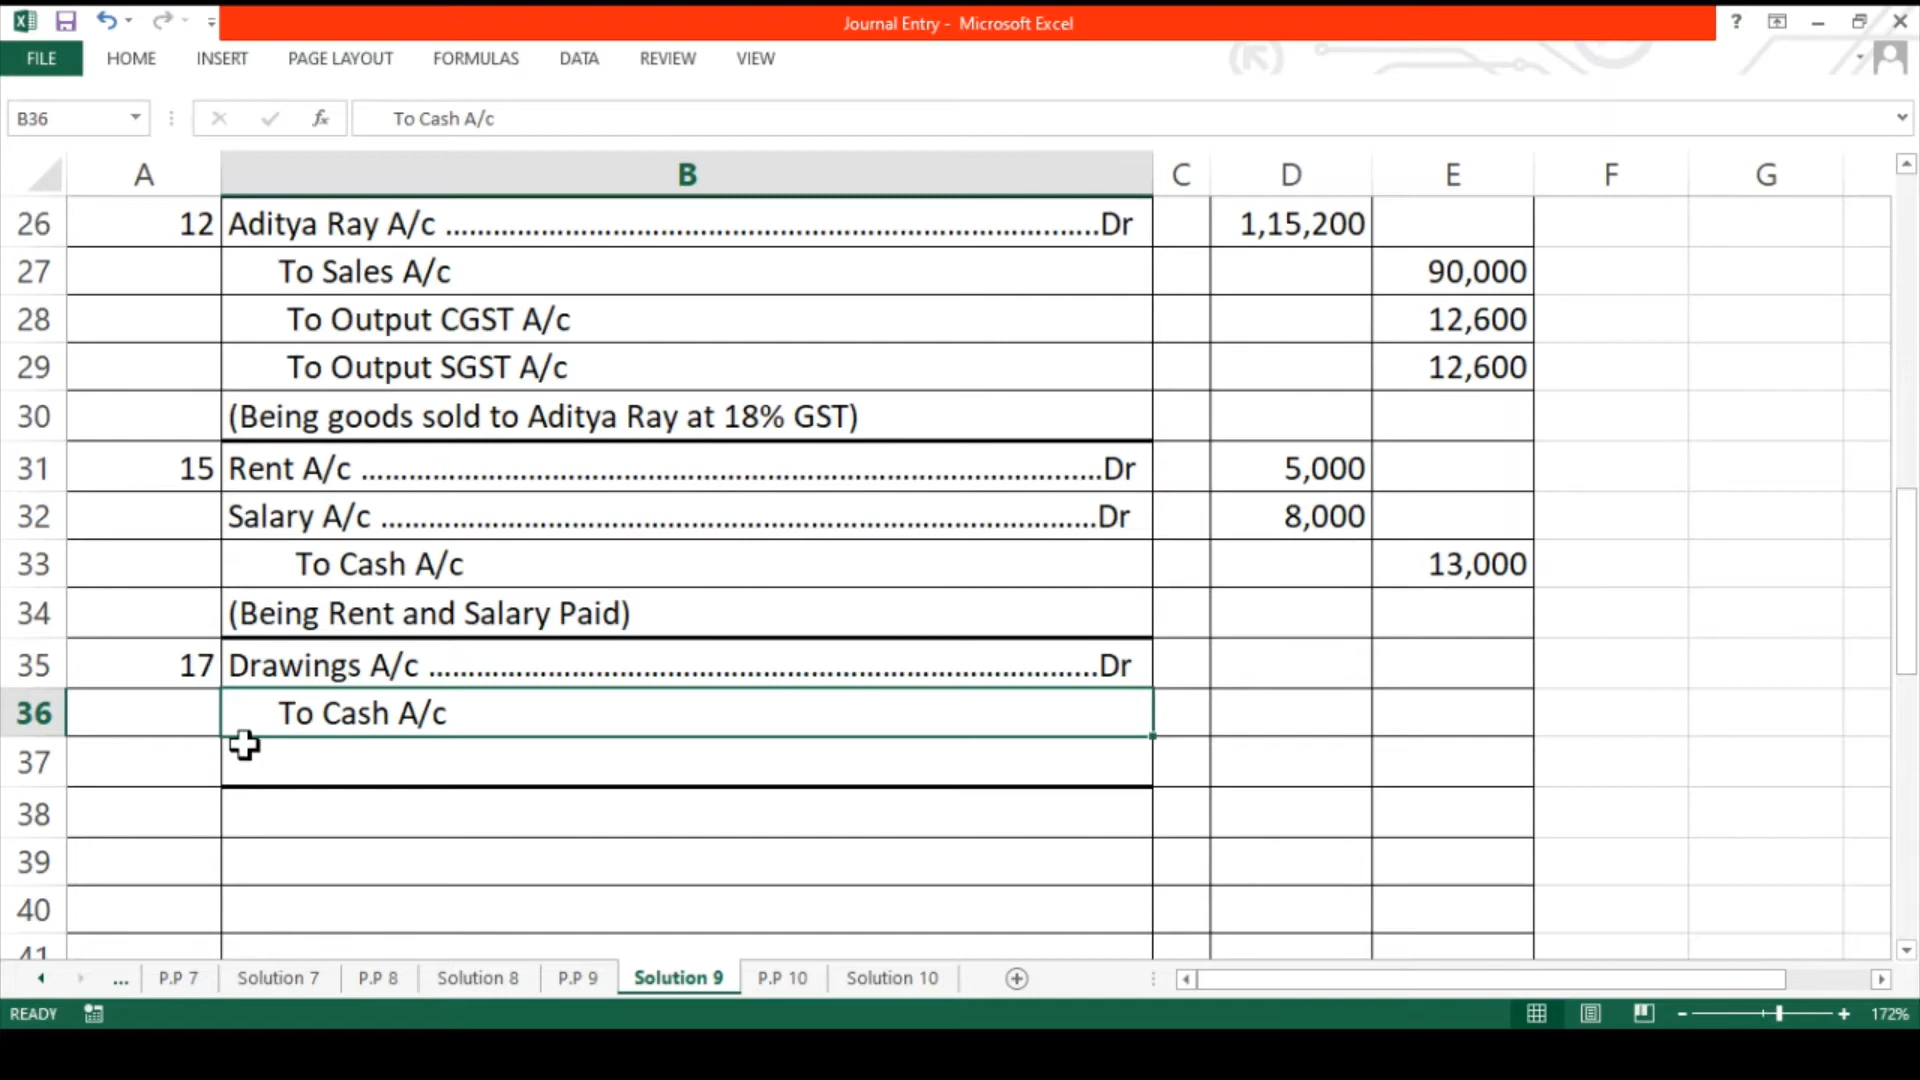 Journal Entry - Microsoft Excel
?
FILE HOME INSERT PAGE LAYOUT FORMULAS DATA REVIEW VIEW
B36 fx To Cash A/c
A B C D E F G
26 12 Aditya Ray A/c ....................................................................................Dr 1,15,200
27 To Sales A/c 90,000
28 To Output CGST A/c 12,600
29 To Output SGST A/c 12,600
30 (Being goods sold to Aditya Ray at 18% GST)
31 15 Rent A/c ...............................................................................................Dr 5,000
32 Salary A/c ...........................................................................................Dr 8,000
33 To Cash A/c 13,000
34 (Being Rent and Salary Paid)
35 17 Drawings A/c .....................................................................................Dr
36 To Cash A/c
37
38
39
40
41
... P.P 7 Solution 7 P.P 8 Solution 8 P.P 9 Solution 9 P.P 10 Solution 10
READY 172%